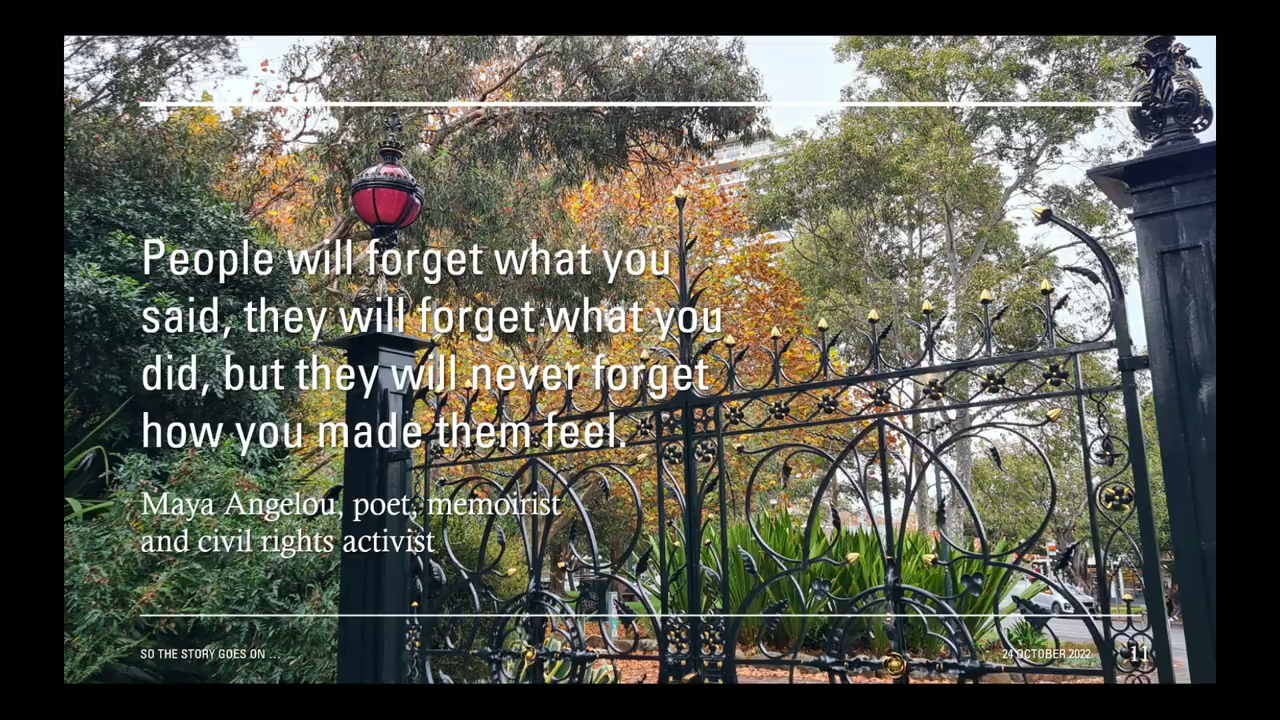 People will forget what you
said, they will forget what you
did, but they will never forget
how you made them feel.
Maya Angelou, poet, memoirist
and civil rights activist
SO THE STORY GOES ON ...
24 OCTOBER 2022
11